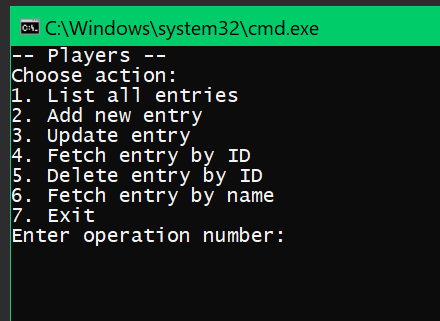 C:\Windows\system32\cmd.exe
-- Players --
Choose action:
1. List all entries
2. Add new entry
3. Update entry
4. Fetch entry by ID
5. Delete entry by ID
6. Fetch entry by name
7. Exit
Enter operation number: